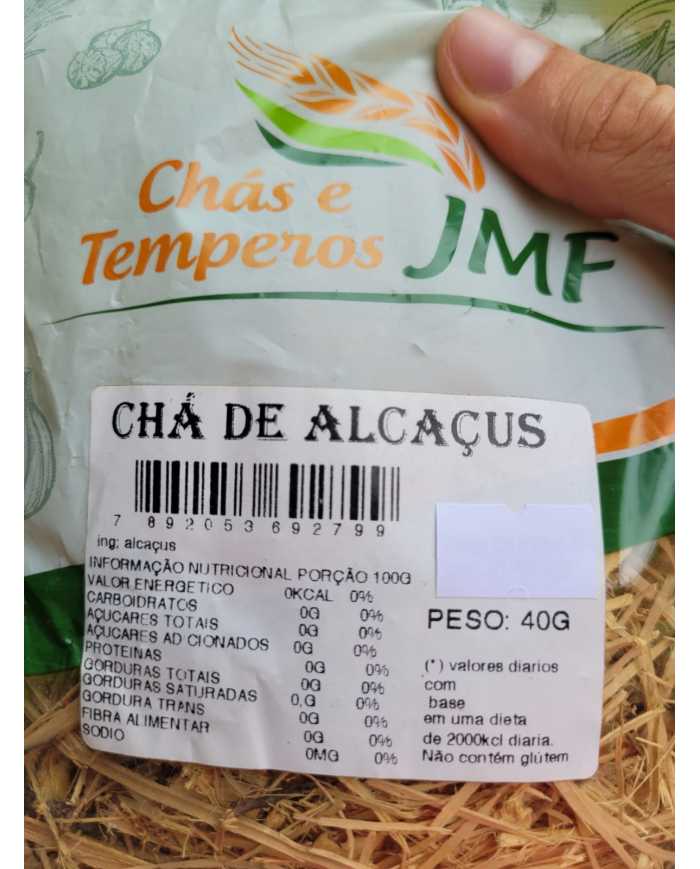 Chás e
Temperos JMF
CHÁ DE ALCAÇUS
7 892053 692799
ing: alcaçus
INFORMAÇÃO NUTRICIONAL PORÇÃO 100G
VALOR ENERGETICO 0KCAL 0%
CARBOIDRATOS 0G 0%
AÇUCARES TOTAIS 0G 0%
AÇUCARES AD CIONADOS 0G 0%
PROTEINAS 0G 0%
GORDURAS TOTAIS 0G 0%
GORDURAS SATURADAS 0,G 0%
GORDURA TRANS 0G 0%
FIBRA ALIMENTAR 0G 0%
SODIO 0MG 0%
PESO: 40G
(*) valores diarios
com
base
em uma dieta
de 2000kcl diaria.
Não contém glútem